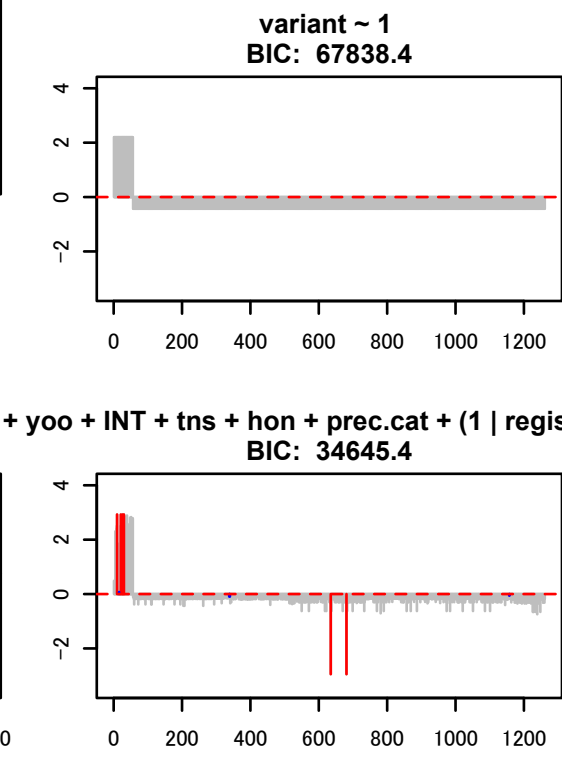 variant ~ 1
BIC: 67838.4
4
2
0
−2
0 200 400 600 800 1000 1200
+ yoo + INT + tns + hon + prec.cat + (1 | regis
BIC: 34645.4
4
2
0
−2
0 0 200 400 600 800 1000 1200